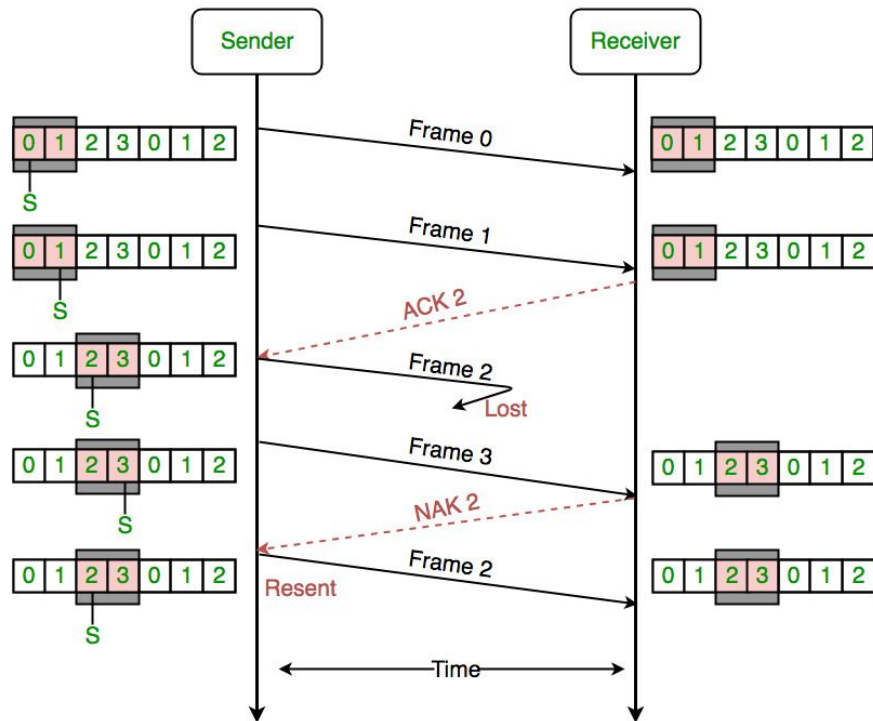 Sender Receiver
Frame 0
0 1 2 3 0 1 2 0 1 2 3 0 1 2
S
Frame 1
0 1 2 3 0 1 2 0 1 2 3 0 1 2
S
ACK 2
0 1 2 3 0 1 2
Frame 2
S
Lost
Frame 3
0 1 2 3 0 1 2 0 1 2 3 0 1 2
S
NAK 2
Frame 2
0 1 2 3 0 1 2 0 1 2 3 0 1 2
Resent
S
Time